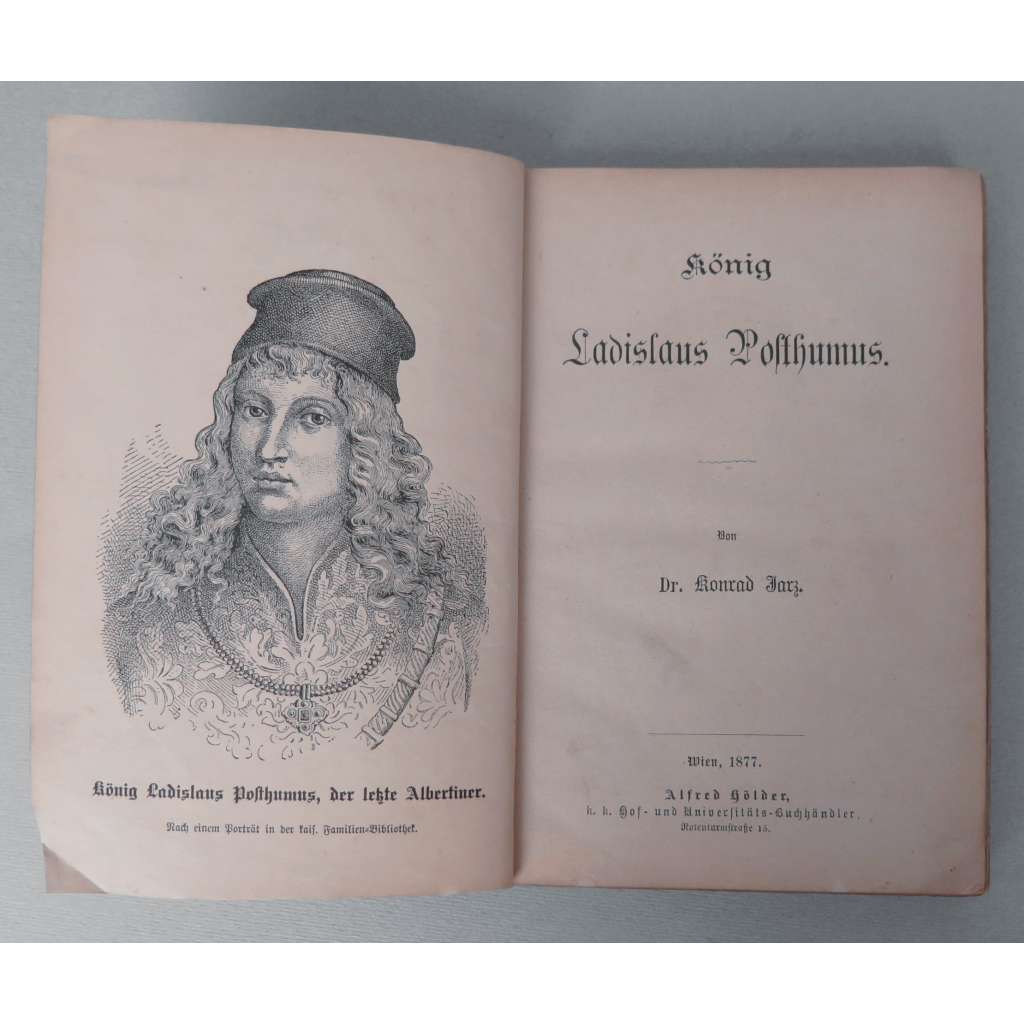 König Ladislaus Posthumus, der letzte Albertiner.
Nach einem Porträt in der kais. Familien-Bibliothek.
König
Ladislaus Posthumus.
Von
Dr. Konrad Jarz.
Wien, 1877.
Alfred Hölder,
k. k. Hof- und Universitäts-Buchhändler.
Rotenturmstraße 15.